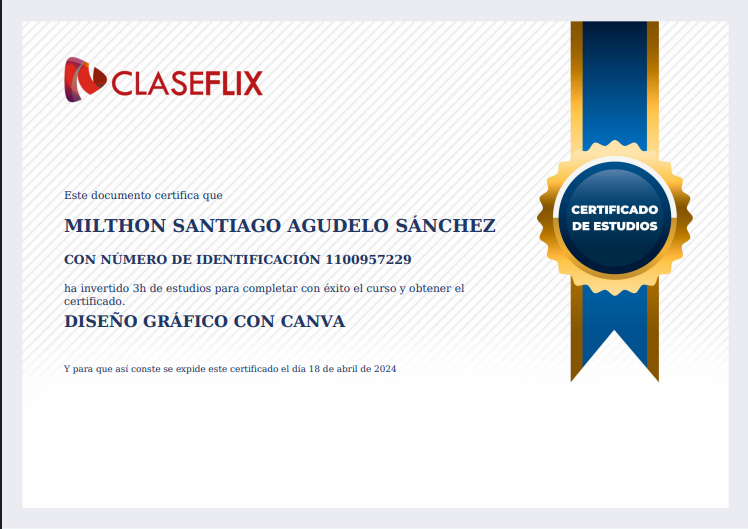 CLASEFLIX
Este documento certifica que
MILTHON SANTIAGO AGUDELO SÁNCHEZ
CON NÚMERO DE IDENTIFICACIÓN 1100957229
ha invertido 3h de estudios para completar con éxito el curso y obtener el
certificado.
DISEÑO GRÁFICO CON CANVA
Y para que así conste se expide este certificado el día 18 de abril de 2024
CERTIFICADO
DE ESTUDIOS